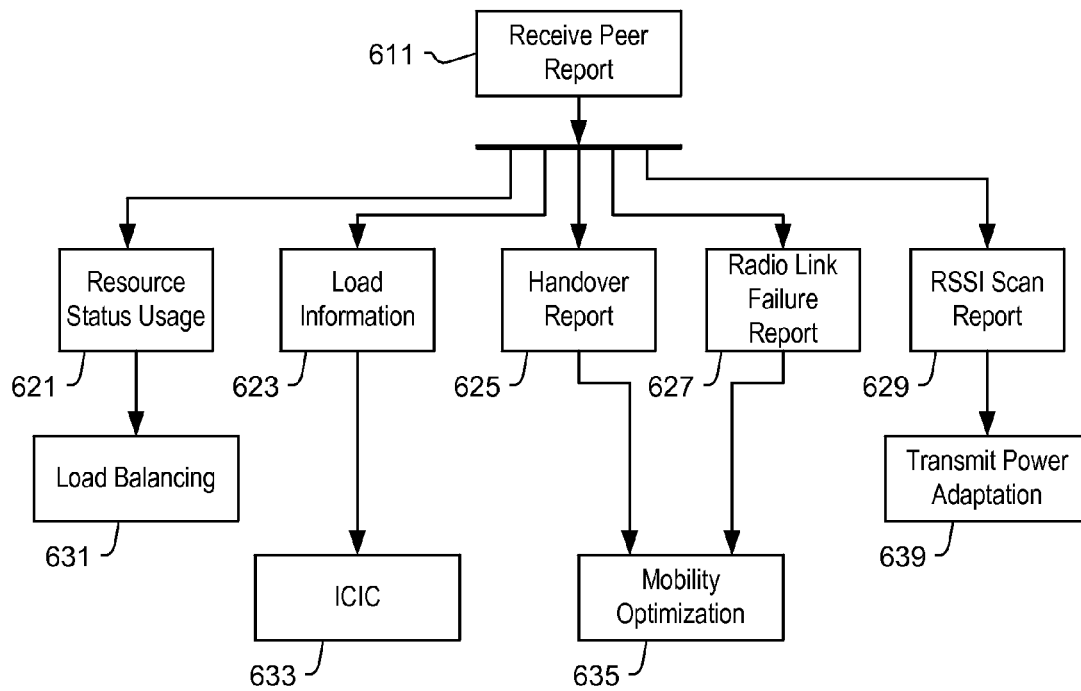 Receive Peer
Report
611
Resource
Status Usage
621
Load
Information
623
Handover
Report
625
Radio Link
Failure
Report
627
RSSI Scan
Report
629
Load Balancing
631
ICIC
633
Mobility
Optimization
635
Transmit Power
Adaptation
639